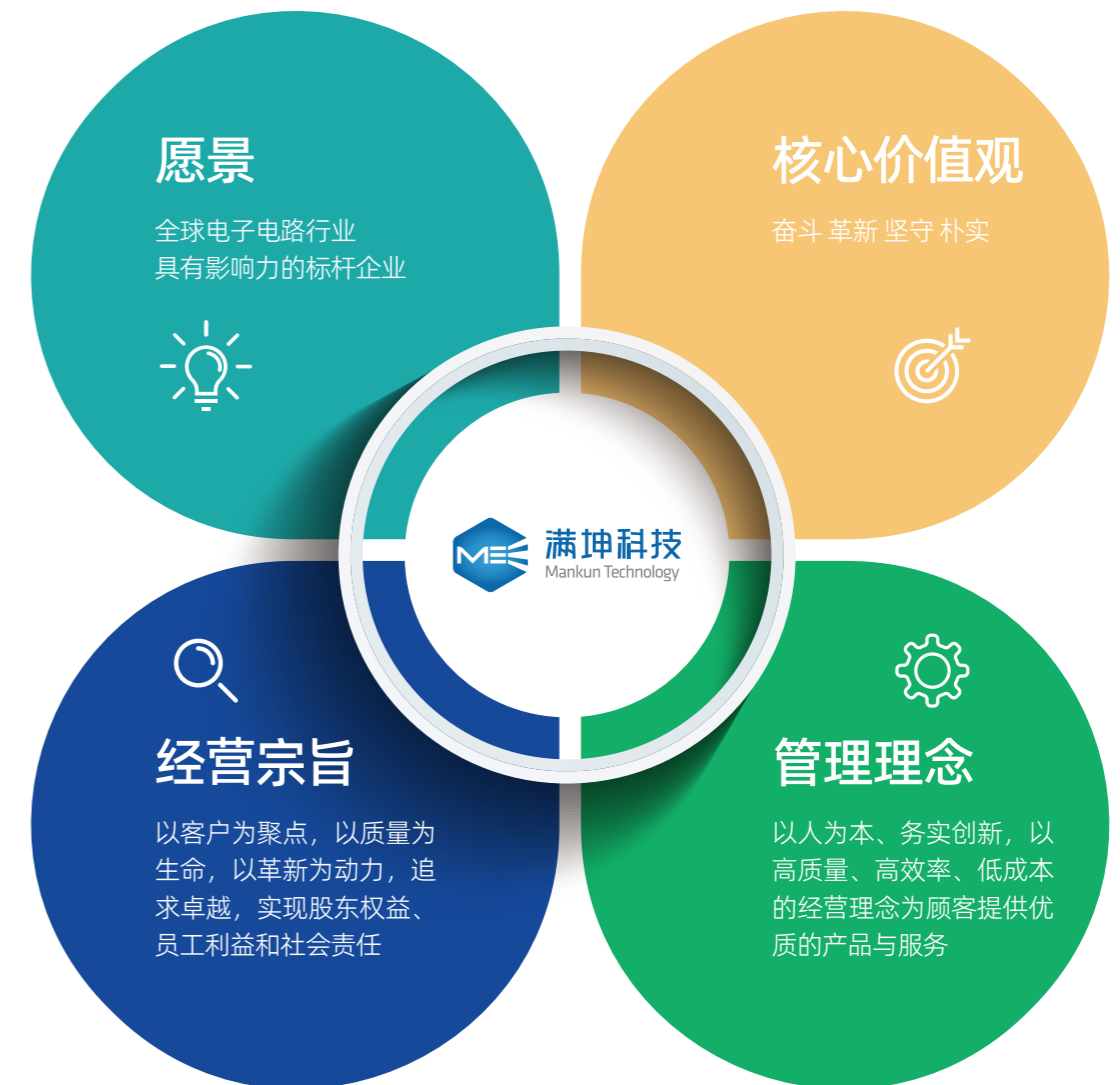 愿景
全球电子电路行业
具有影响力的标杆企业
核心价值观
奋斗 革新 坚守 朴实
满坤科技
Mankun Technology
经营宗旨
以客户为聚点，以质量为
生命，以革新为动力，追
求卓越，实现股东权益、
员工利益和社会责任
管理理念
以人为本、务实创新，以
高质量、高效率、低成本
的经营理念为顾客提供优
质的产品与服务